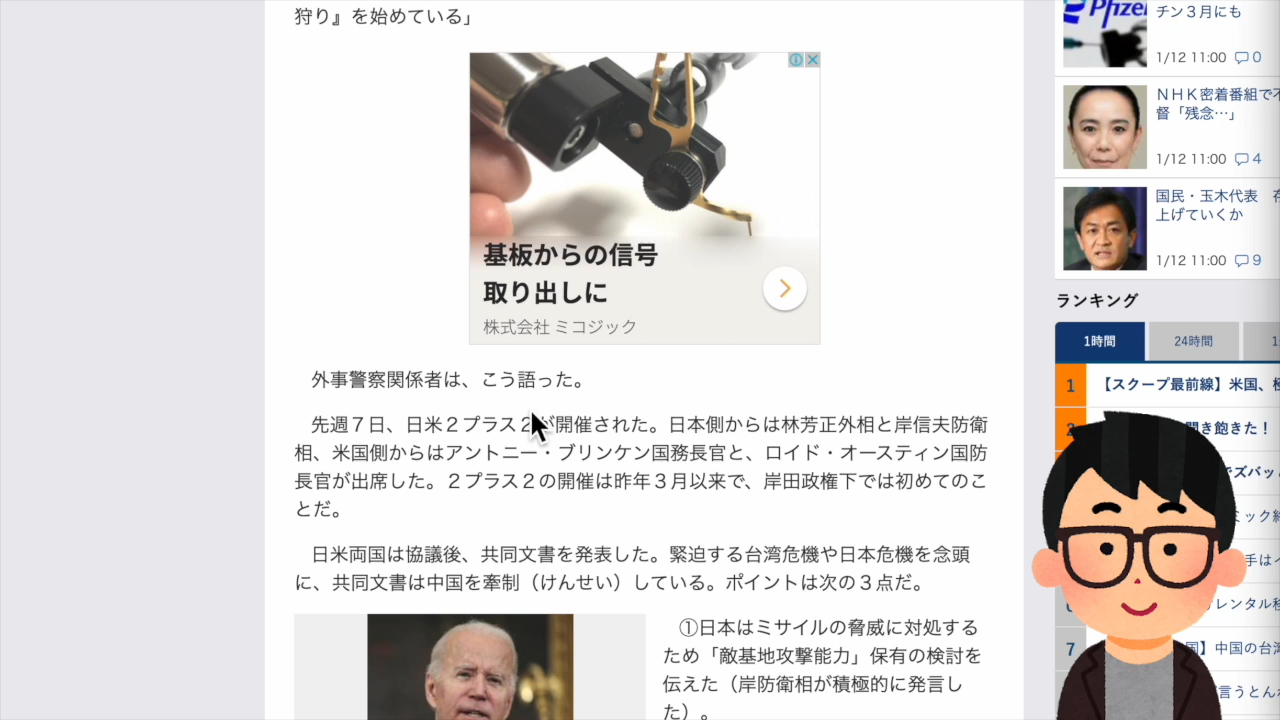 狩り』を始めている」
基板からの信号
取り出しに
株式会社 ミコジック
外事警察関係者は、こう語った。
先週７日、日米２プラス２が開催された。日本側からは林芳正外相と岸信夫防衛
相、米国側からはアントニー・ブリンケン国務長官と、ロイド・オースティン国防
長官が出席した。２プラス２の開催は昨年３月以来で、岸田政権下では初めてのこ
とだ。
日米両国は協議後、共同文書を発表した。緊迫する台湾危機や日本危機を念頭
に、共同文書は中国を牽制（けんせい）している。ポイントは次の３点だ。
①日本はミサイルの脅威に対処する
ため「敵基地攻撃能力」保有の検討を
伝えた（岸防衛相が積極的に発言し
た）。
Pfizer
チン３月にも
1/12 11:00 0
ＮＨＫ密着番組で不
督「残念…」
1/12 11:00 4
国民・玉木代表 存
上げていくか
1/12 11:00 9
ランキング
1時間
24時間
1
【スクープ最前線】米国、
2
聞き飽きた！
でズバッ
ミック
手は
レンタル
7
国】中国の台湾
言うとん